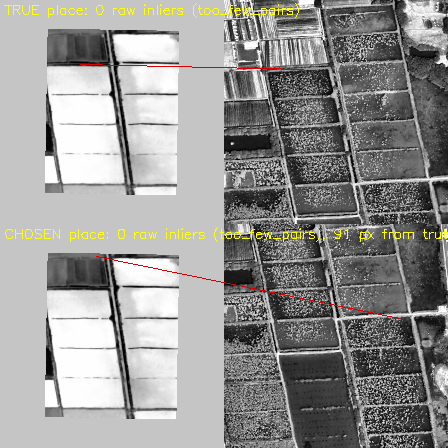 TRUE place: 0 raw inliers (too_few_pairs)
CHOSEN place: 0 raw inliers (too_few_pairs), 91 px from truth